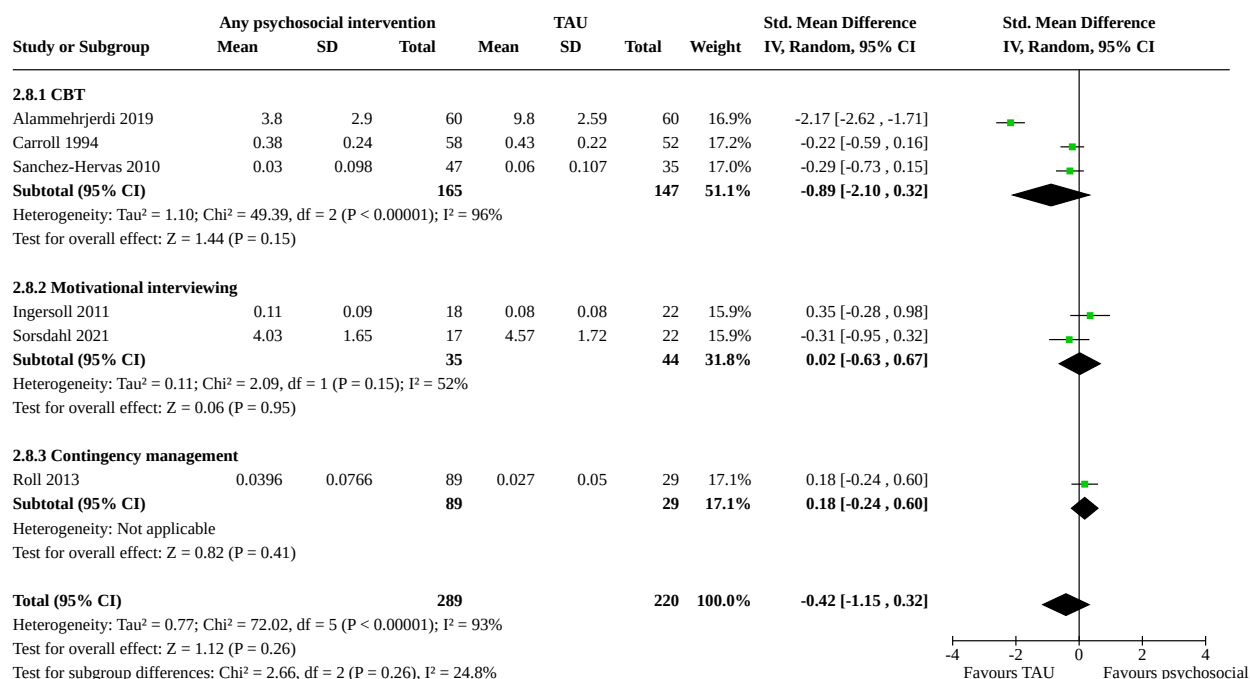 Any psychosocial intervention TAU Std. Mean Difference Std. Mean Difference
Study or Subgroup Mean SD Total Mean SD Total Weight IV, Random, 95% CI IV, Random, 95% CI
2.8.1 CBT
Alammehrjerdi 2019 3.8 2.9 60 9.8 2.59 60 16.9% -2.17 [-2.62 , -1.71]
Carroll 1994 0.38 0.24 58 0.43 0.22 52 17.2% -0.22 [-0.59 , 0.16]
Sanchez-Hervas 2010 0.03 0.098 47 0.06 0.107 35 17.0% -0.29 [-0.73 , 0.15]
Subtotal (95% CI) 165 147 51.1% -0.89 [-2.10 , 0.32]
Heterogeneity: Tau² = 1.10; Chi² = 49.39, df = 2 (P < 0.00001); I² = 96%
Test for overall effect: Z = 1.44 (P = 0.15)
2.8.2 Motivational interviewing
Ingersoll 2011 0.11 0.09 18 0.08 0.08 22 15.9% 0.35 [-0.28 , 0.98]
Sorsdahl 2021 4.03 1.65 17 4.57 1.72 22 15.9% -0.31 [-0.95 , 0.32]
Subtotal (95% CI) 35 44 31.8% 0.02 [-0.63 , 0.67]
Heterogeneity: Tau² = 0.11; Chi² = 2.09, df = 1 (P = 0.15); I² = 52%
Test for overall effect: Z = 0.06 (P = 0.95)
2.8.3 Contingency management
Roll 2013 0.0396 0.0766 89 0.027 0.05 29 17.1% 0.18 [-0.24 , 0.60]
Subtotal (95% CI) 89 29 17.1% 0.18 [-0.24 , 0.60]
Heterogeneity: Not applicable
Test for overall effect: Z = 0.82 (P = 0.41)
Total (95% CI) 289 220 100.0% -0.42 [-1.15 , 0.32]
Heterogeneity: Tau² = 0.77; Chi² = 72.02, df = 5 (P < 0.00001); I² = 93%
Test for overall effect: Z = 1.12 (P = 0.26)
-4 -2 0 2 4
Test for subgroup differences: Chi² = 2.66, df = 2 (P = 0.26), I² = 24.8%
Favours TAU Favours psychosocial